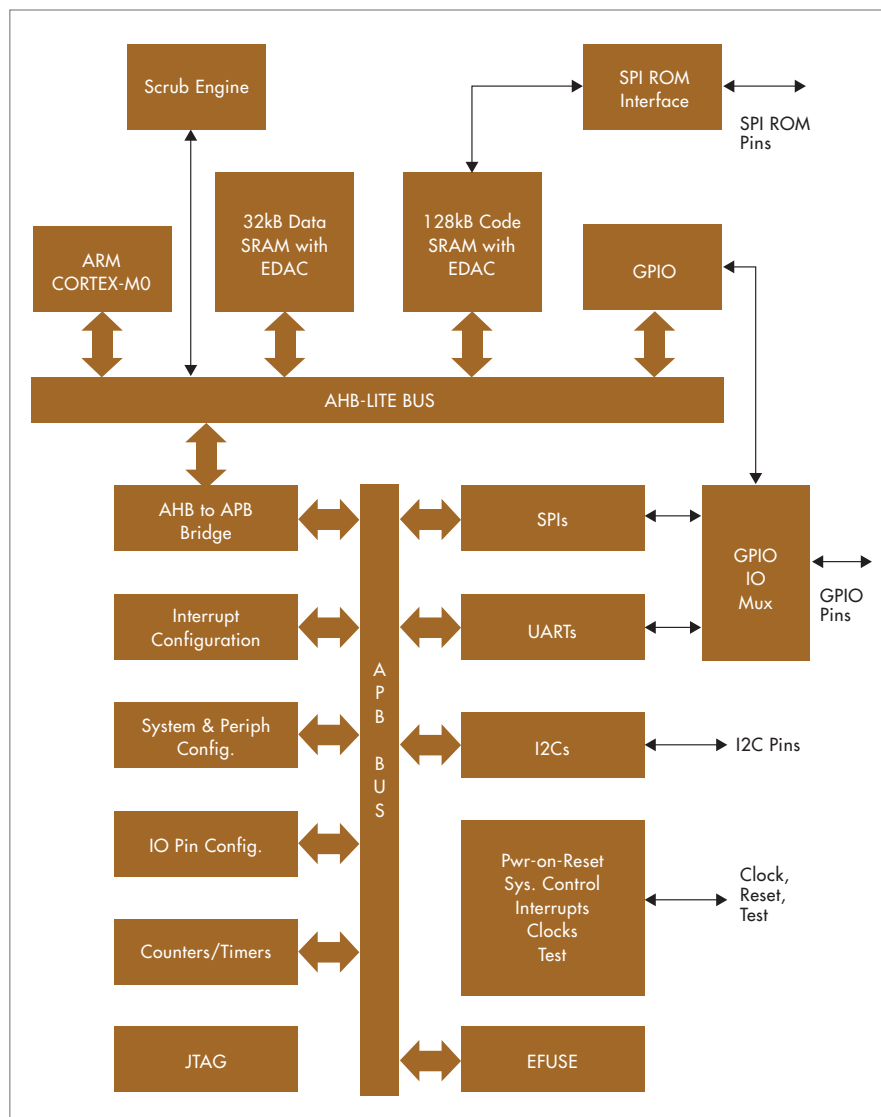 Scrub Engine
SPI ROM
Interface
SPI ROM
Pins
ARM
CORTEX-M0
32kB Data
SRAM with
EDAC
128kB Code
SRAM with
EDAC
GPIO
AHB-LITE BUS
AHB to APB
Bridge
SPIs
GPIO
IO
Mux
GPIO
Pins
Interrupt
Configuration
UARTs
A
P
B
B
U
S
System & Periph
Config.
I2Cs
I2C Pins
IO Pin Config.
Pwr-on-Reset
Sys. Control
Interrupts
Clocks
Test
Clock,
Reset,
Test
Counters/Timers
JTAG
EFUSE